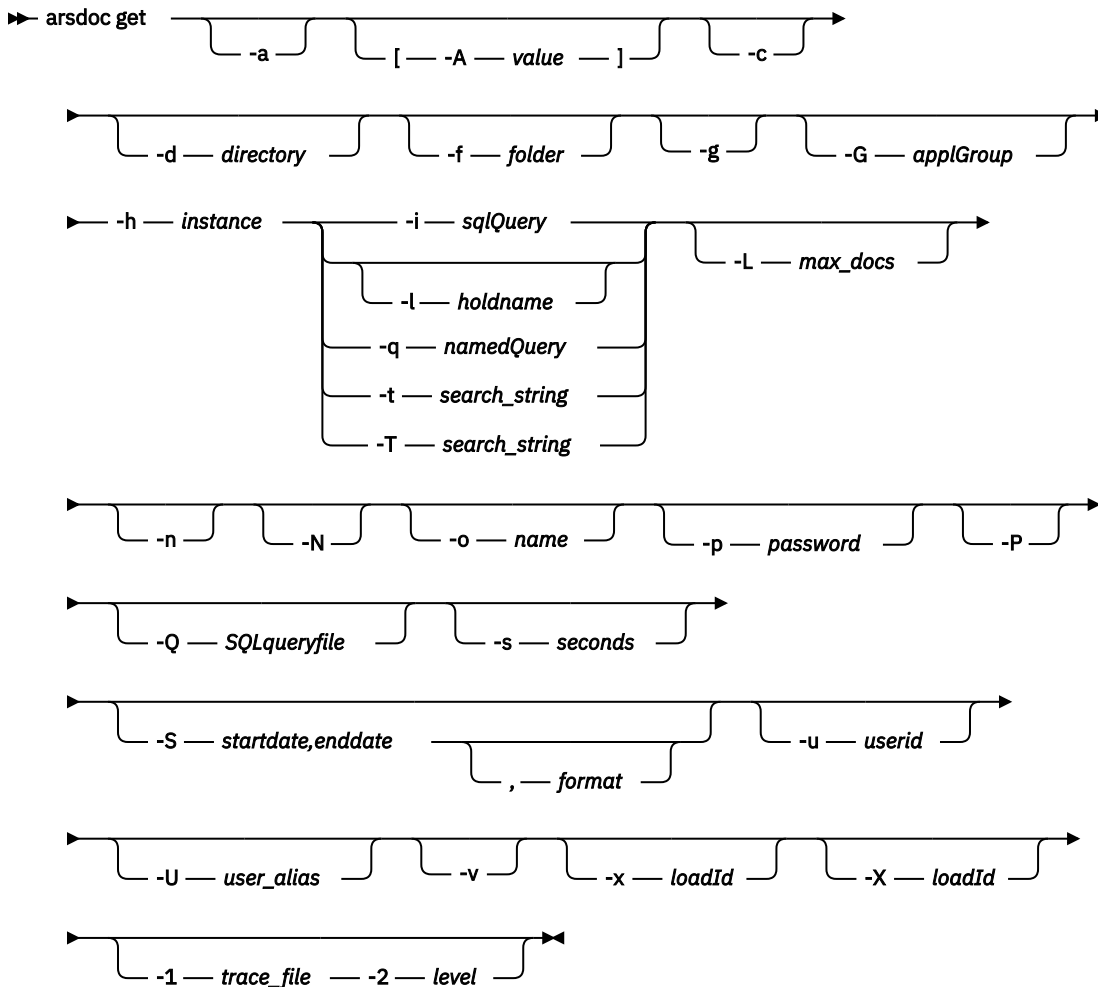 arsdoc get -a [ -A value ] -c
-d directory -f folder -g -G applGroup
-h instance -i sqlQuery -L max_docs
-l holdname
-q namedQuery
-t search_string
-T search_string
-n -N -o name -p password -P
-Q SQLqueryfile -s seconds
-S startdate,enddate -u userid
, format
-U user_alias -v -x loadId -X loadId
-1 trace_file -2 level